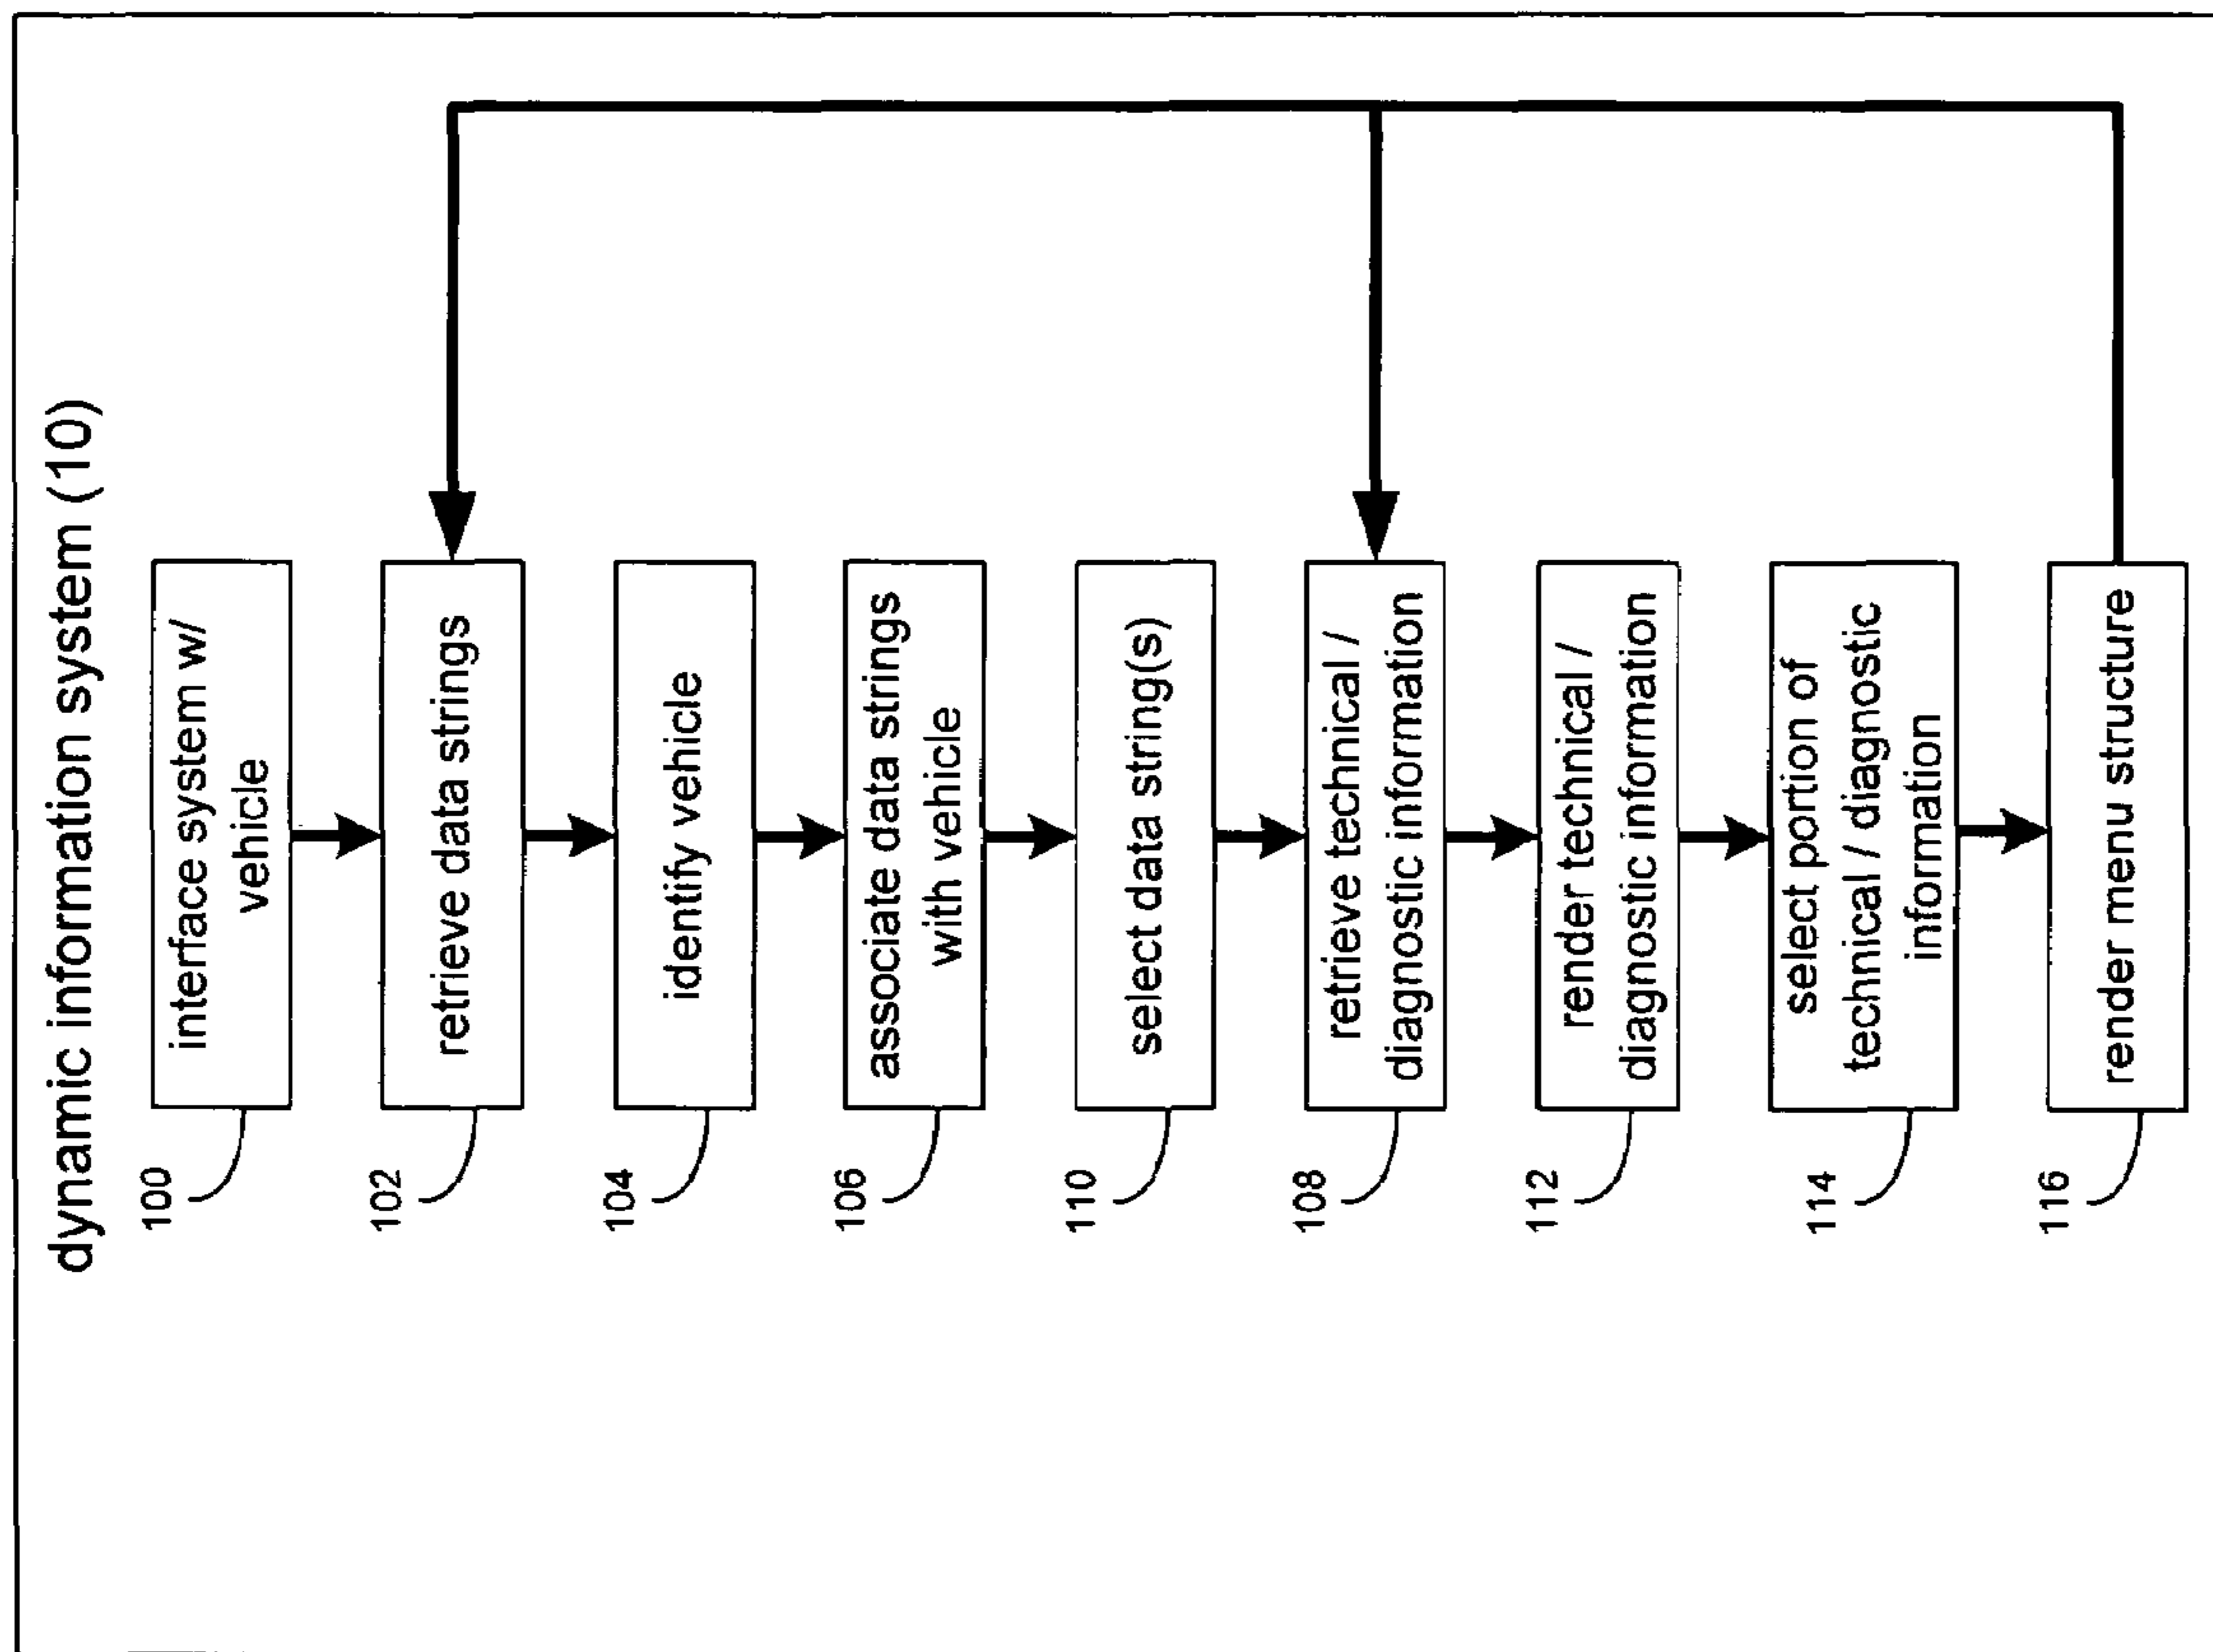 dynamic information system (10)
100
interface system w/
vehicle
102
retrieve data strings
104
identify vehicle
106
associate data strings
with vehicle
110
select data string(s)
108
retrieve technical /
diagnostic information
112
render technical /
diagnostic information
114
select portion of
technical / diagnostic
information
116
render menu structure